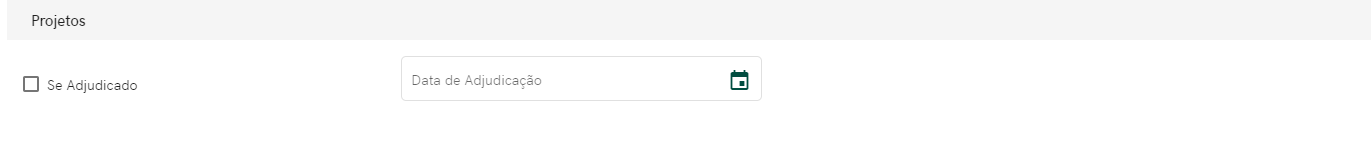 Projetos
Se Adjudicado
Data de Adjudicação